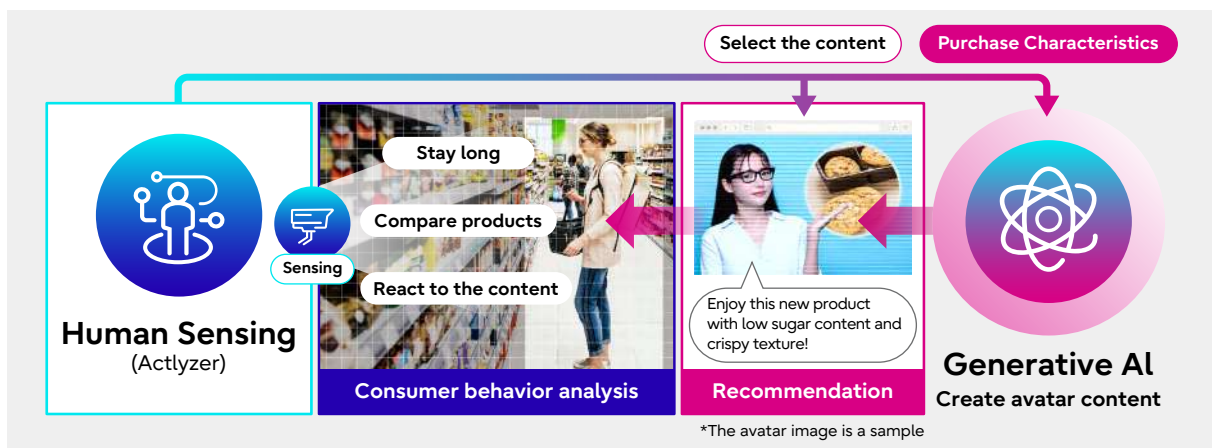 Select the content
Purchase Characteristics
Stay long
Compare products
Sensing
React to the content
Human Sensing
(Actlyzer)
Consumer behavior analysis
Enjoy this new product
with low sugar content and
crispy texture!
Recommendation
Generative AI
Create avatar content
*The avatar image is a sample